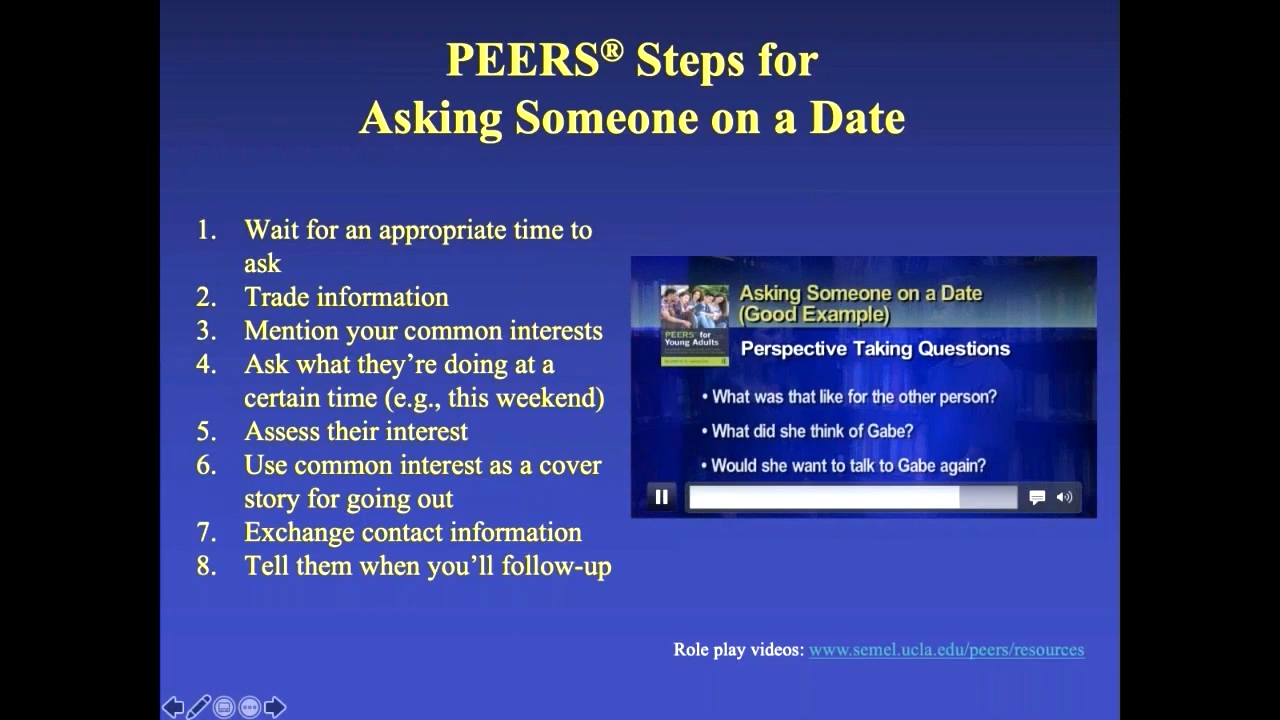 PEERS® Steps for
Asking Someone on a Date
1. Wait for an appropriate time to
ask
2. Trade information
3. Mention your common interests
4. Ask what they’re doing at a
certain time (e.g., this weekend)
5. Assess their interest
6. Use common interest as a cover
story for going out
7. Exchange contact information
8. Tell them when you’ll follow-up
Asking Someone on a Date
(Good Example)
PEERS® for
Young Adults
Perspective Taking Questions
• What was that like for the other person?
• What did she think of Gabe?
• Would she want to talk to Gabe again?
Role play videos: www.semel.ucla.edu/peers/resources